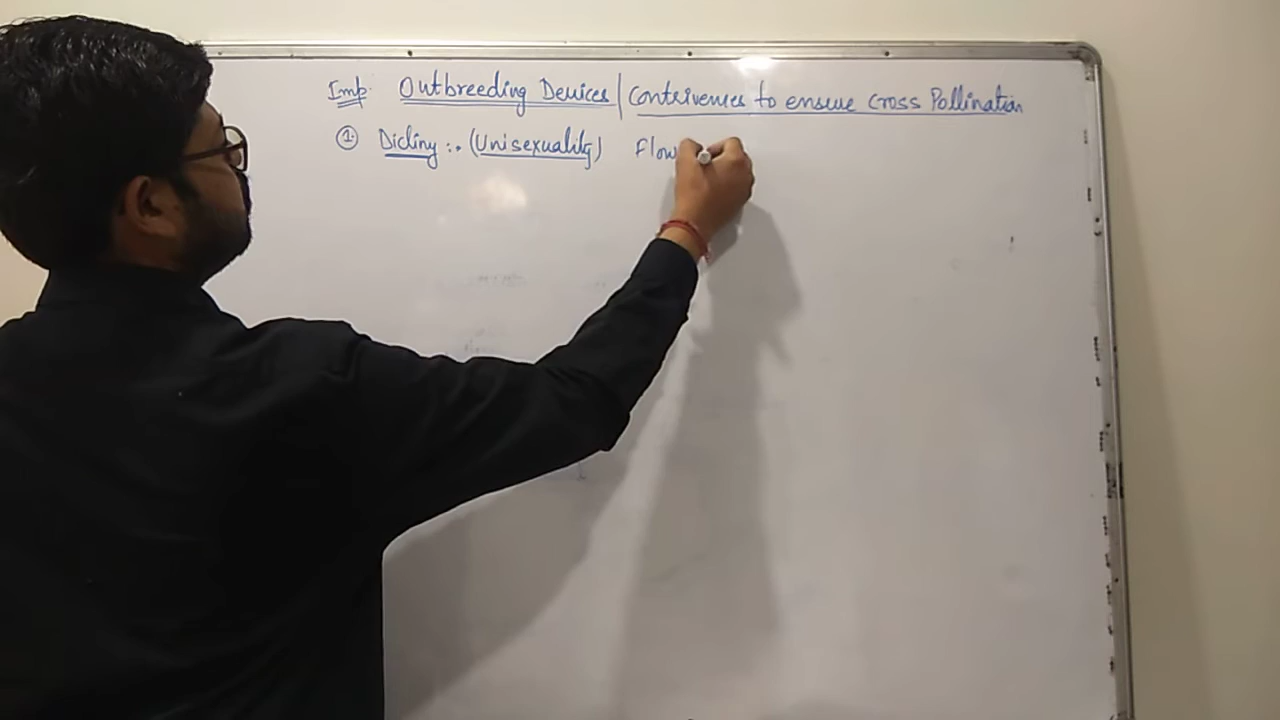 Imp. Outbreeding Devices | Contrivences to ensure Cross Pollination
① Dicliny :. (Unisexuality) Flow